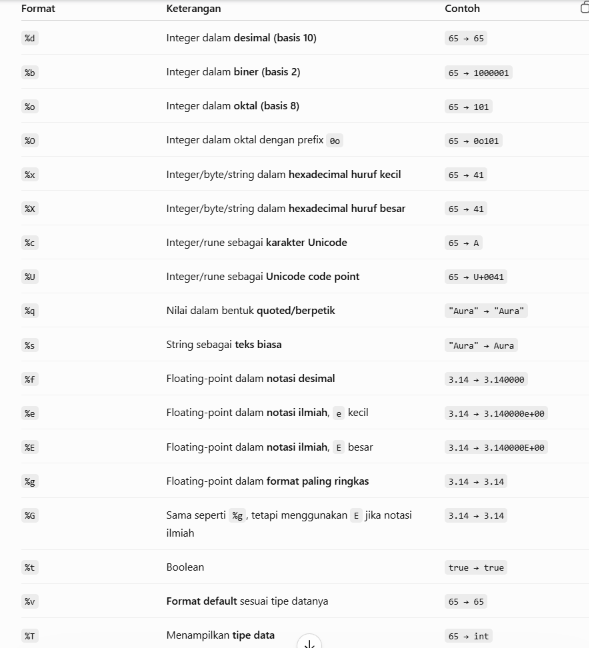 Format Keterangan Contoh
%d Integer dalam desimal (basis 10) 65 → 65
%b Integer dalam biner (basis 2) 65 → 1000001
%o Integer dalam oktal (basis 8) 65 → 101
%O Integer dalam oktal dengan prefix 0o 65 → 0o101
%x Integer/byte/string dalam hexadecimal huruf kecil 65 → 41
%X Integer/byte/string dalam hexadecimal huruf besar 65 → 41
%c Integer/rune sebagai karakter Unicode 65 → A
%U Integer/rune sebagai Unicode code point 65 → U+0041
%q Nilai dalam bentuk quoted/berpetik "Aura" → "Aura"
%s String sebagai teks biasa "Aura" → Aura
%f Floating-point dalam notasi desimal 3.14 → 3.140000
%e Floating-point dalam notasi ilmiah, e kecil 3.14 → 3.140000e+00
%E Floating-point dalam notasi ilmiah, E besar 3.14 → 3.140000E+00
%g Floating-point dalam format paling ringkas 3.14 → 3.14
%G Sama seperti %g, tetapi menggunakan E jika notasi 3.14 → 3.14
ilmiah
%t Boolean true → true
%v Format default sesuai tipe datanya 65 → 65
%T Menampilkan tipe data 65 → int